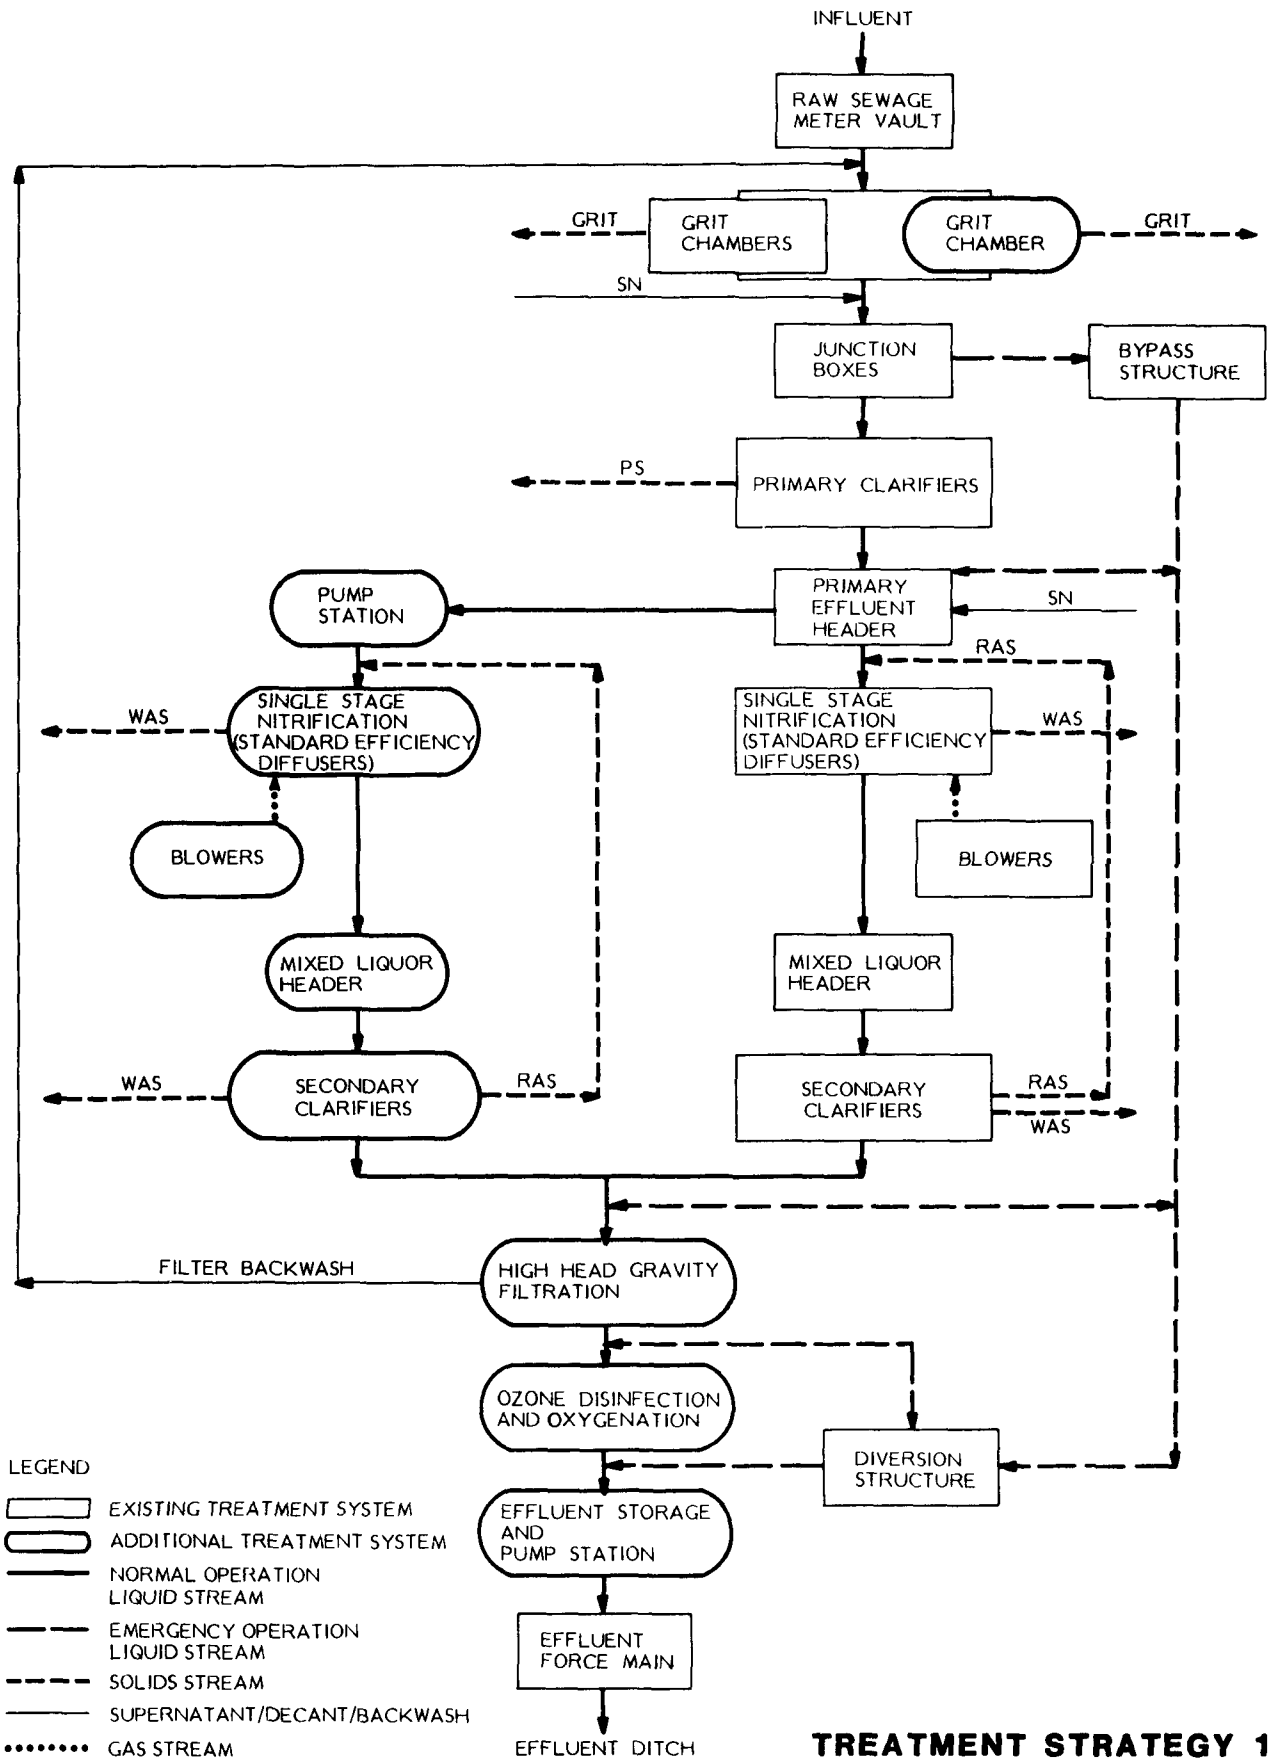 INFLUENT
RAW SEWAGE
METER VAULT
GRIT
GRIT
CHAMBERS
GRIT
CHAMBER
GRIT
SN
JUNCTION
BOXES
BYPASS
STRUCTURE
PS
PRIMARY CLARIFIERS
PUMP
STATION
PRIMARY
EFFLUENT
HEADER
SN
RAS
WAS
SINGLE STAGE
NITRIFICATION
(STANDARD EFFICIENCY
DIFFUSERS)
SINGLE STAGE
NITRIFICATION
(STANDARD EFFICIENCY
DIFFUSERS)
WAS
BLOWERS
BLOWERS
MIXED LIQUOR
HEADER
MIXED LIQUOR
HEADER
WAS
SECONDARY
CLARIFIERS
RAS
SECONDARY
CLARIFIERS
RAS
WAS
FILTER BACKWASH
HIGH HEAD GRAVITY
FILTRATION
OZONE DISINFECTION
AND OXYGENATION
DIVERSION
STRUCTURE
EFFLUENT STORAGE
AND
PUMP STATION
EFFLUENT
FORCE MAIN
EFFLUENT DITCH
LEGEND
EXISTING TREATMENT SYSTEM
ADDITIONAL TREATMENT SYSTEM
NORMAL OPERATION
LIQUID STREAM
EMERGENCY OPERATION
LIQUID STREAM
SOLIDS STREAM
SUPERNATANT/DECANT/BACKWASH
GAS STREAM
TREATMENT STRATEGY 1